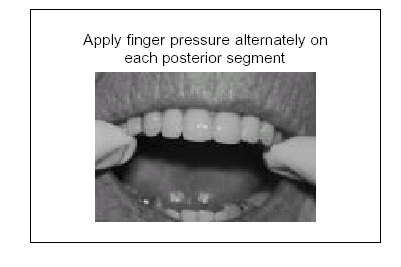 Apply finger pressure alternately on
each posterior segment